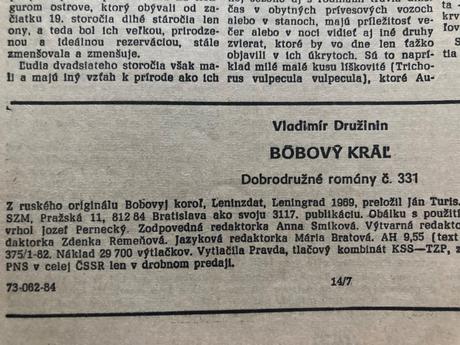 gurom ostrove, ktorý obývali od za-
čiatku 19. storočia dlhé stáročia len
ony, a teda bol ich veľkou, prirodze-
nou a ideálnou rezerváciou, stále
zmenšovala a zmenšuje.
Ľudia dvadsiateho storočia však ma-
li a majú iný vzťah k prírode ako ich
čas v obytných prívesových vozoch
alebo v stanoch, majú príležitosť ve-
čer alebo v noci vidieť aj iné druhy
zvierat, ktoré by vo dne len ťažko
objavili v ich úkrytoch. Sú to naprí-
klad milé malé kusu líškovité (Tricho-
rus vulpecula vulpecula), ktoré Au-
Vladimír Družinin
BÔBOVÝ KRÁĽ
Dobrodružné romány č. 331
Z ruského originálu Bobovyj koroľ, Leninzdat, Leningrad 1969, preložil Ján Turis.
SZM, Pražská 11, 812 84 Bratislava ako svoju 3117. publikáciu. Obálku s použití
vrhol Jozef Pernecký. Zodpovedná redaktorka Anna Smiková. Výtvarná redakt
daktorka Zdenka Remeňová. Jazyková redaktorka Mária Bratová. AH 9,55 (text
375/1-82. Náklad 29 700 výtlačkov. Vytlačila Pravda, tlačový kombinát KSS—TZP, z
PNS v celej ČSSR len v drobnom predaji.
73-062-84
14/7